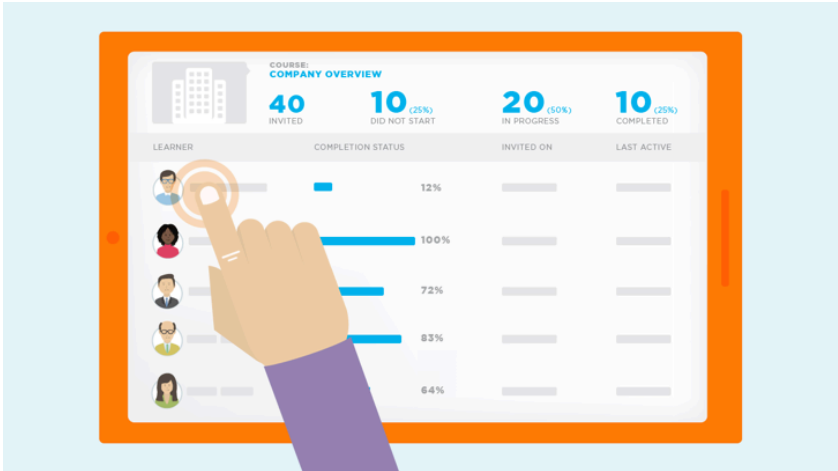 COURSE:
COMPANY OVERVIEW
40 10 (25%) 20 (50%) 10 (25%)
INVITED DID NOT START IN PROGRESS COMPLETED
LEARNER COMPLETION STATUS INVITED ON LAST ACTIVE
12%
100%
72%
83%
64%